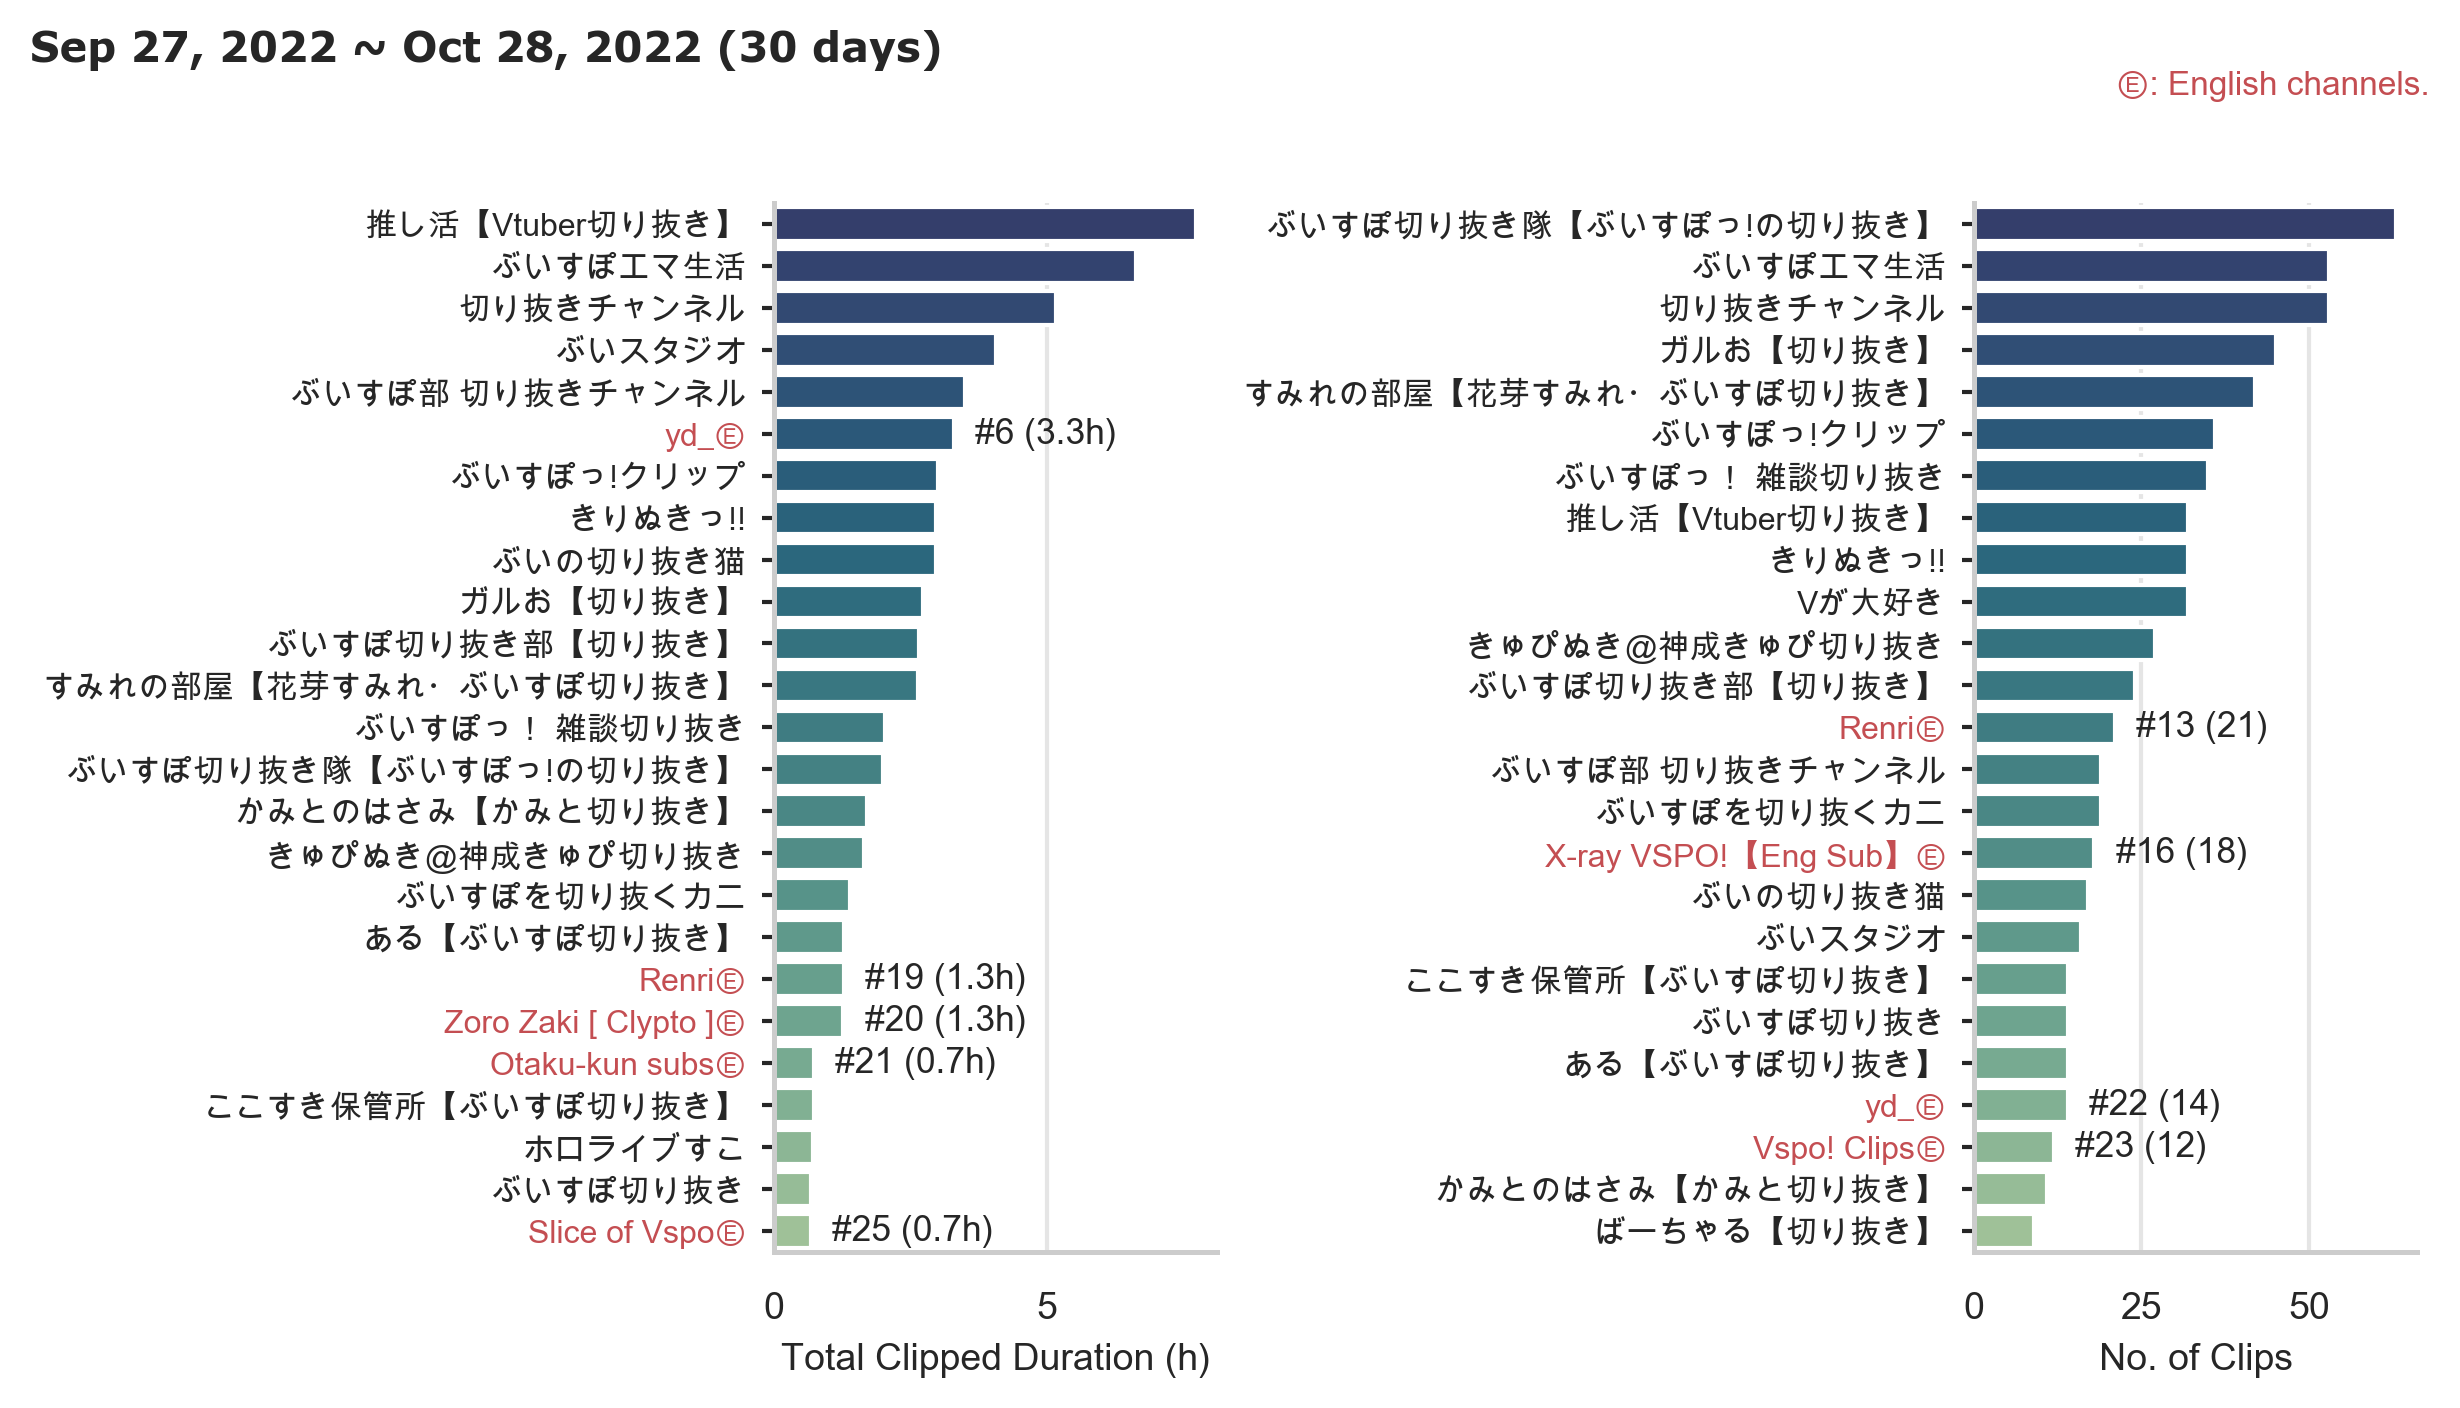 Sep 27, 2022 ~ Oct 28, 2022 (30 days)
Ⓔ: English channels.
推し活【Vtuber切り抜き】
ぶいすぽエマ生活
切り抜きチャンネル
ぶいスタジオ
ぶいすぽ部 切り抜きチャンネル
yd_Ⓔ #6 (3.3h)
ぶいすぽっ!クリップ
きりぬきっ!!
ぶいの切り抜き猫
ガルお【切り抜き】
ぶいすぽ切り抜き部【切り抜き】
すみれの部屋【花芽すみれ・ぶいすぽ切り抜き】
ぶいすぽっ！ 雑談切り抜き
ぶいすぽ切り抜き隊【ぶいすぽっ!の切り抜き】
かみとのはさみ【かみと切り抜き】
きゅぴぬき@神成きゅぴ切り抜き
ぶいすぽを切り抜くカニ
ある【ぶいすぽ切り抜き】
RenriⒺ #19 (1.3h)
Zoro Zaki [ Clypto ]Ⓔ #20 (1.3h)
Otaku-kun subsⒺ #21 (0.7h)
ここすき保管所【ぶいすぽ切り抜き】
ホロライブすこ
ぶいすぽ切り抜き
Slice of VspoⒺ #25 (0.7h)
0 5
Total Clipped Duration (h)
ぶいすぽ切り抜き隊【ぶいすぽっ!の切り抜き】
ぶいすぽエマ生活
切り抜きチャンネル
ガルお【切り抜き】
すみれの部屋【花芽すみれ・ぶいすぽ切り抜き】
ぶいすぽっ!クリップ
ぶいすぽっ！ 雑談切り抜き
推し活【Vtuber切り抜き】
きりぬきっ!!
Vが大好き
きゅぴぬき@神成きゅぴ切り抜き
ぶいすぽ切り抜き部【切り抜き】
RenriⒺ #13 (21)
ぶいすぽ部 切り抜きチャンネル
ぶいすぽを切り抜くカニ
X-ray VSPO!【Eng Sub】Ⓔ #16 (18)
ぶいの切り抜き猫
ぶいスタジオ
ここすき保管所【ぶいすぽ切り抜き】
ぶいすぽ切り抜き
ある【ぶいすぽ切り抜き】
yd_Ⓔ #22 (14)
Vspo! ClipsⒺ #23 (12)
かみとのはさみ【かみと切り抜き】
ばーちゃる【切り抜き】
0 25 50
No. of Clips